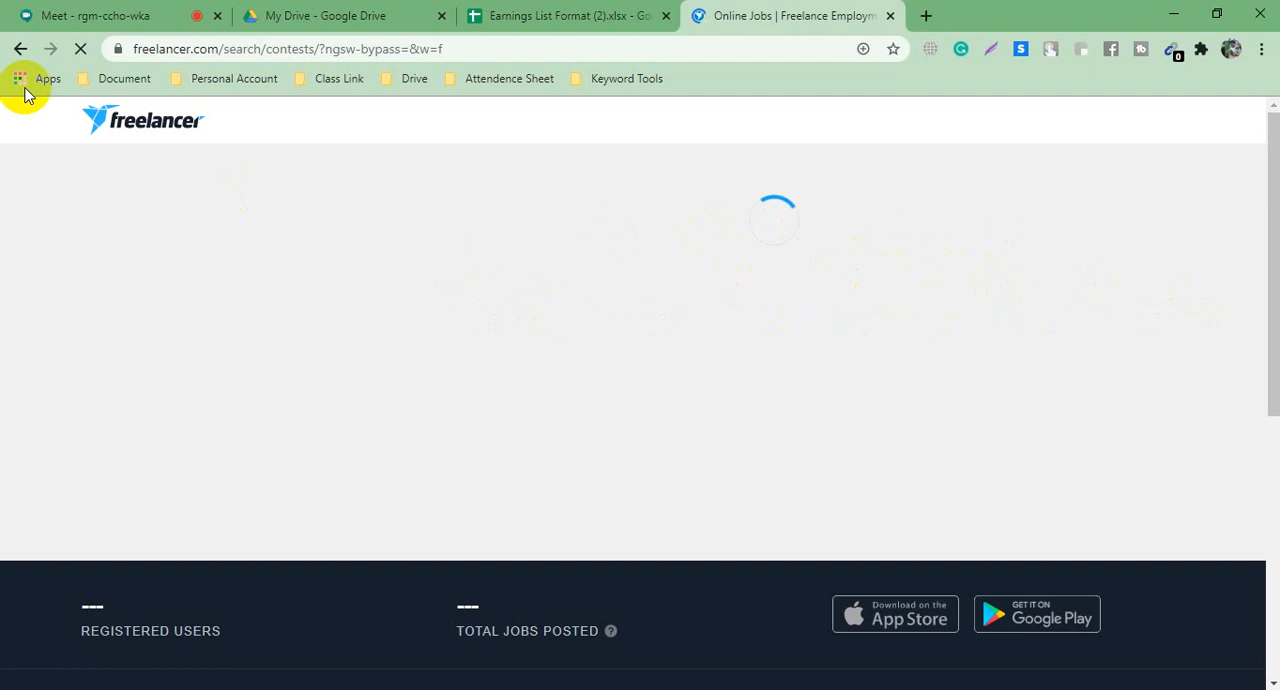 Meet - rgm-ccho-wka
My Drive - Google Drive
Earnings List Format (2).xlsx - Go
Online Jobs | Freelance Employm
freelancer.com/search/contests/?ngsw-bypass=&w=f
0
Apps
Document
Personal Account
Class Link
Drive
Attendence Sheet
Keyword Tools
freelancer
---
REGISTERED USERS
---
TOTAL JOBS POSTED
Download on the
App Store
GET IT ON
Google Play